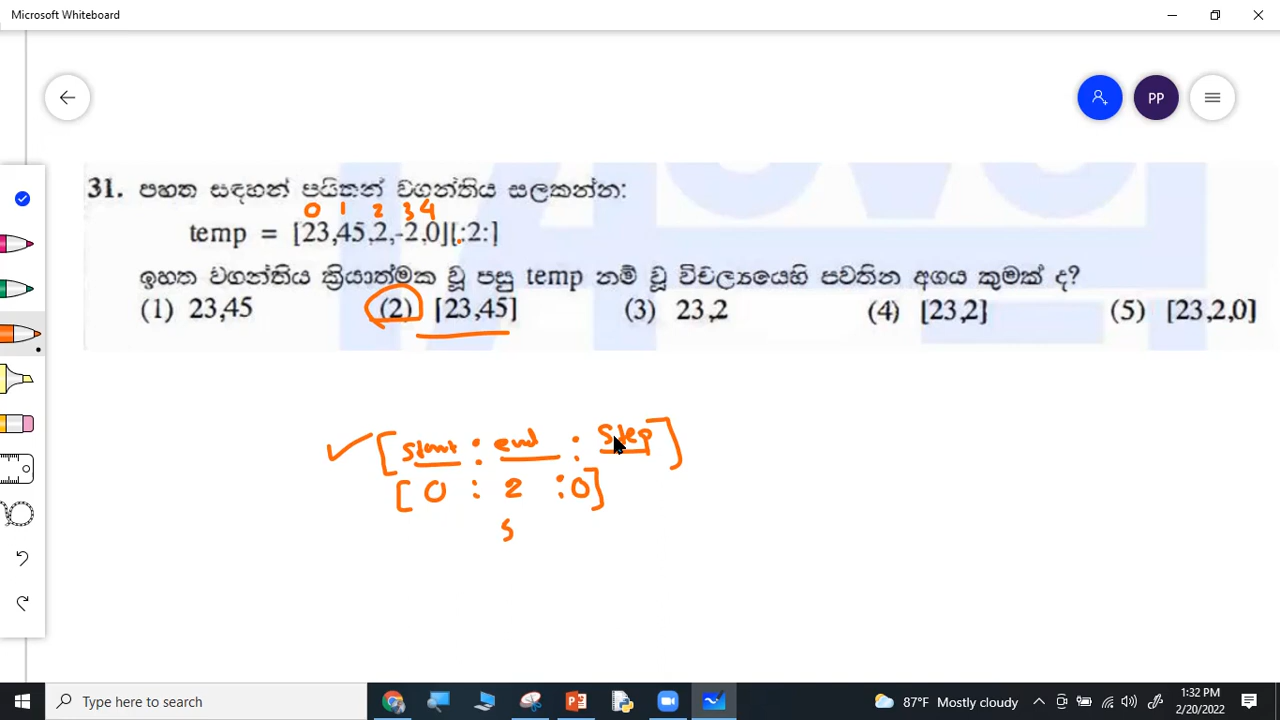 Microsoft Whiteboard
PP
31. පහත සඳහන් පයිතන් වගන්තිය සලකන්න:
0 1 2 3 4
temp = [23,45,2,-2,0][:2:]
ඉහත වගන්තිය ක්‍රියාත්මක වූ පසු temp නම් වූ විචල්‍යයෙහි පවතින අගය කුමක් ද?
(1) 23,45 (2) [23,45] (3) 23,2 (4) [23,2] (5) [23,2,0]
[start : end : step]
[0 : 2 : 0]
s
Type here to search
87°F Mostly cloudy
1:32 PM
2/20/2022